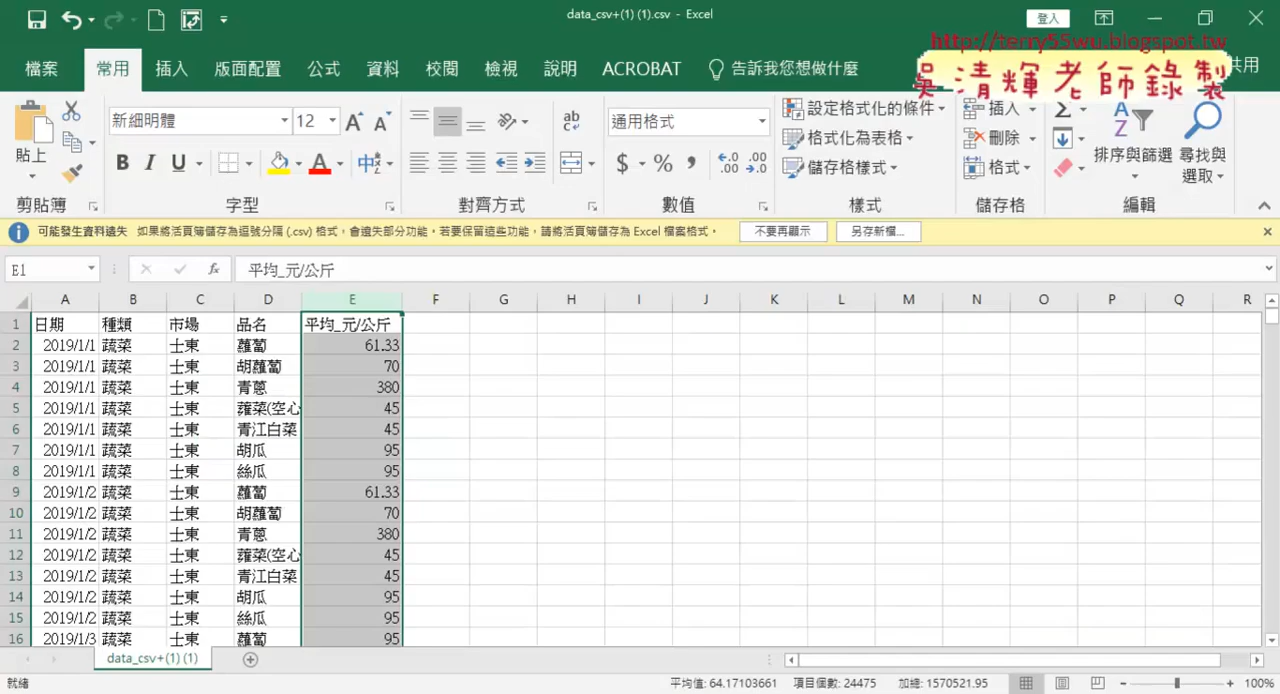 data_csv+(1) (1).csv - Excel
登入
http://terry55wu.blogspot.tw
吳清輝老師錄製
檔案 常用 插入 版面配置 公式 資料 校閱 檢視 說明 ACROBAT 告訴我您想做什麼 共用
新細明體 12 通用格式
設定格式化的條件 插入
格式化為表格 刪除
貼上 儲存格樣式 格式 排序與篩選 尋找與選取
剪貼簿 字型 對齊方式 數值 樣式 儲存格 編輯
可能發生資料遺失 如果將活頁簿儲存為逗號分隔 (.csv) 格式，會遺失部分功能，若要保留這些功能，請將活頁簿儲存為 Excel 檔案格式。 不要再顯示 另存新檔...
E1 fx 平均_元/公斤
A B C D E F G H I J K L M N O P Q R
1 日期 種類 市場 品名 平均_元/公斤
2 2019/1/1 蔬菜 士東 蘿蔔 61.33
3 2019/1/1 蔬菜 士東 胡蘿蔔 70
4 2019/1/1 蔬菜 士東 青蔥 380
5 2019/1/1 蔬菜 士東 蕹菜(空心 45
6 2019/1/1 蔬菜 士東 青江白菜 45
7 2019/1/1 蔬菜 士東 胡瓜 95
8 2019/1/1 蔬菜 士東 絲瓜 95
9 2019/1/2 蔬菜 士東 蘿蔔 61.33
10 2019/1/2 蔬菜 士東 胡蘿蔔 70
11 2019/1/2 蔬菜 士東 青蔥 380
12 2019/1/2 蔬菜 士東 蕹菜(空心 45
13 2019/1/2 蔬菜 士東 青江白菜 45
14 2019/1/2 蔬菜 士東 胡瓜 95
15 2019/1/2 蔬菜 士東 絲瓜 95
16 2019/1/3 蔬菜 士東 蘿蔔 95
data_csv+(1) (1)
就緒 平均值: 64.17103661 項目個數: 24475 加總: 1570521.95 100%